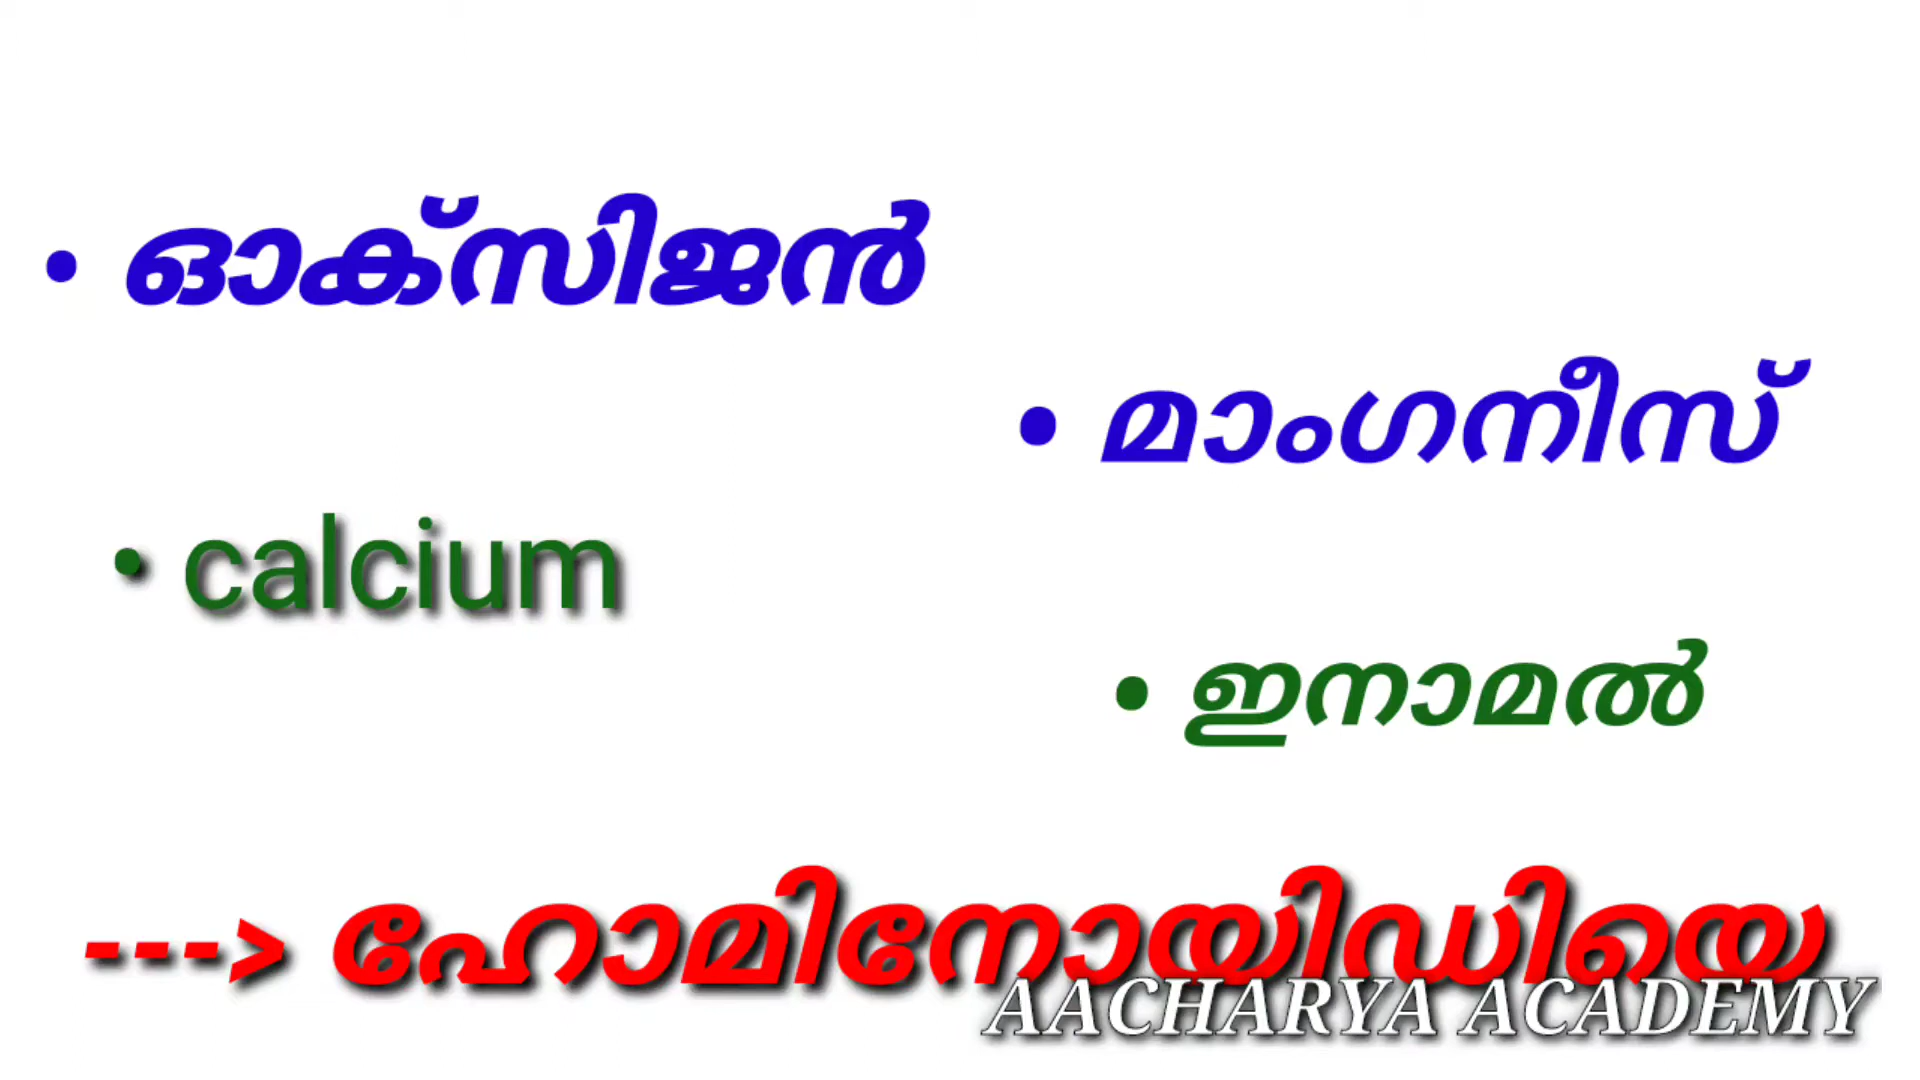 • ഓക്സിജൻ
• മാംഗനീസ്
• calcium
• ഇനാമൽ
---> ഹോമിനോയിഡിയെ
AACHARYA ACADEMY